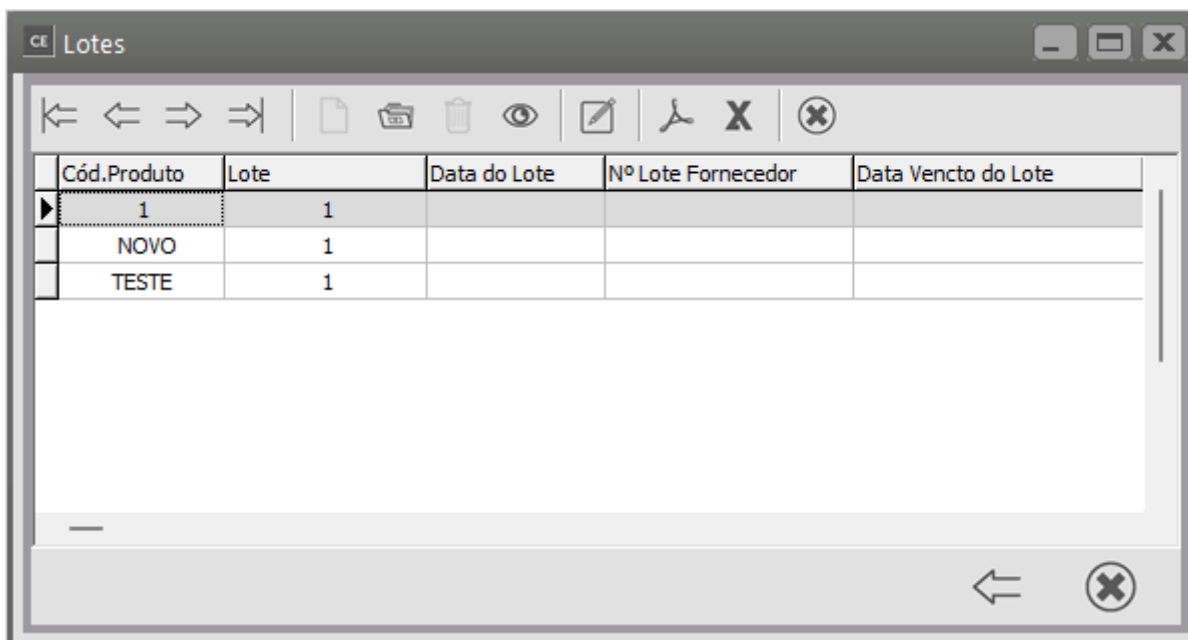 CE Lotes
Cód.Produto Lote Data do Lote Nº Lote Fornecedor Data Vencto do Lote
1 1
NOVO 1
TESTE 1